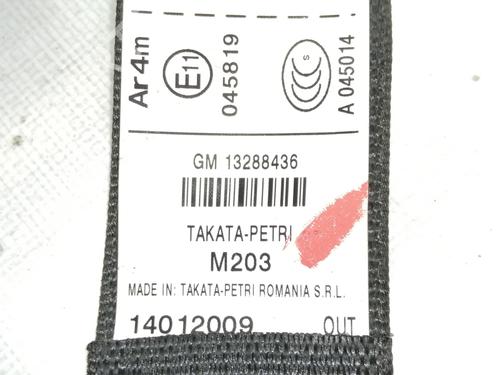 Ar4m
E11
045819
S
A 045014
GM 13288436
TAKATA-PETRI
M203
MADE IN: TAKATA-PETRI ROMANIA S.R.L.
14012009 OUT